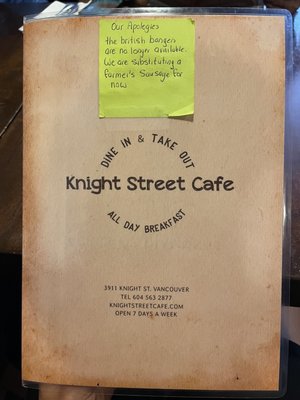 Our Apologies
the british bangers
are no longer available.
We are substituting a
farmer's Sausage for
now
DINE IN & TAKE OUT
Knight Street Cafe
ALL DAY BREAKFAST
3911 KNIGHT ST. VANCOUVER
TEL 604 563 2877
KNIGHTSTREETCAFE.COM
OPEN 7 DAYS A WEEK